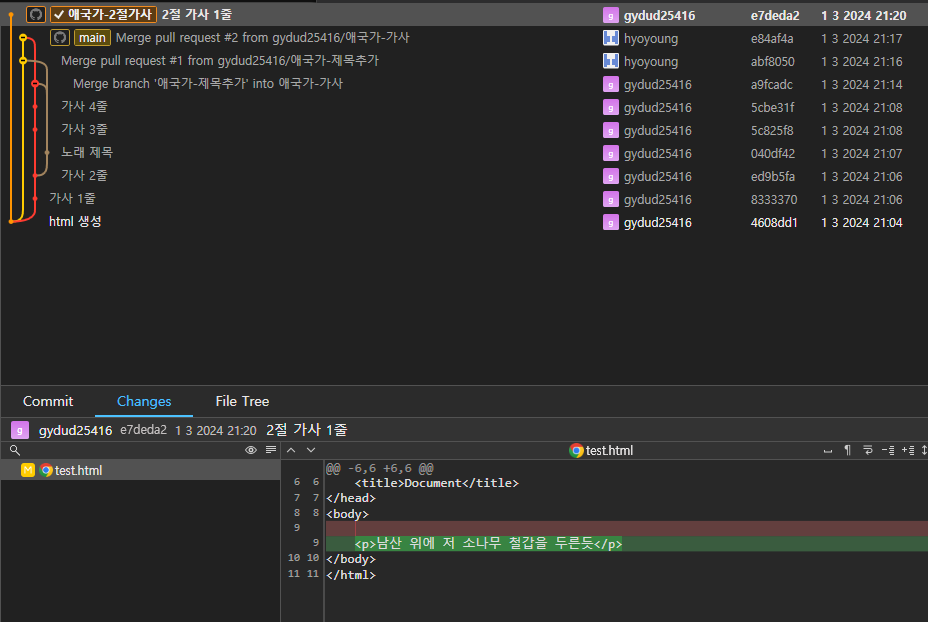 애국가-2절가사 2절 가사 1줄 g gydud25416 e7deda2 1 3 2024 21:20
main Merge pull request #2 from gydud25416/애국가-가사 hyoyoung e84af4a 1 3 2024 21:17
Merge pull request #1 from gydud25416/애국가-제목추가 hyoyoung abf8050 1 3 2024 21:16
Merge branch '애국가-제목추가' into 애국가-가사 g gydud25416 a9fcadc 1 3 2024 21:14
가사 4줄 g gydud25416 5cbe31f 1 3 2024 21:08
가사 3줄 g gydud25416 5c825f8 1 3 2024 21:08
노래 제목 g gydud25416 040df42 1 3 2024 21:07
가사 2줄 g gydud25416 ed9b5fa 1 3 2024 21:06
가사 1줄 g gydud25416 8333370 1 3 2024 21:06
html 생성 g gydud25416 4608dd1 1 3 2024 21:04
Commit Changes File Tree
g gydud25416 e7deda2 1 3 2024 21:20 2절 가사 1줄
test.html
M test.html
@@ -6,6 +6,6 @@
6 6 <title>Document</title>
7 7 </head>
8 8 <body>
9
9 <p>남산 위에 저 소나무 철갑을 두른듯</p>
10 10 </body>
11 11 </html>